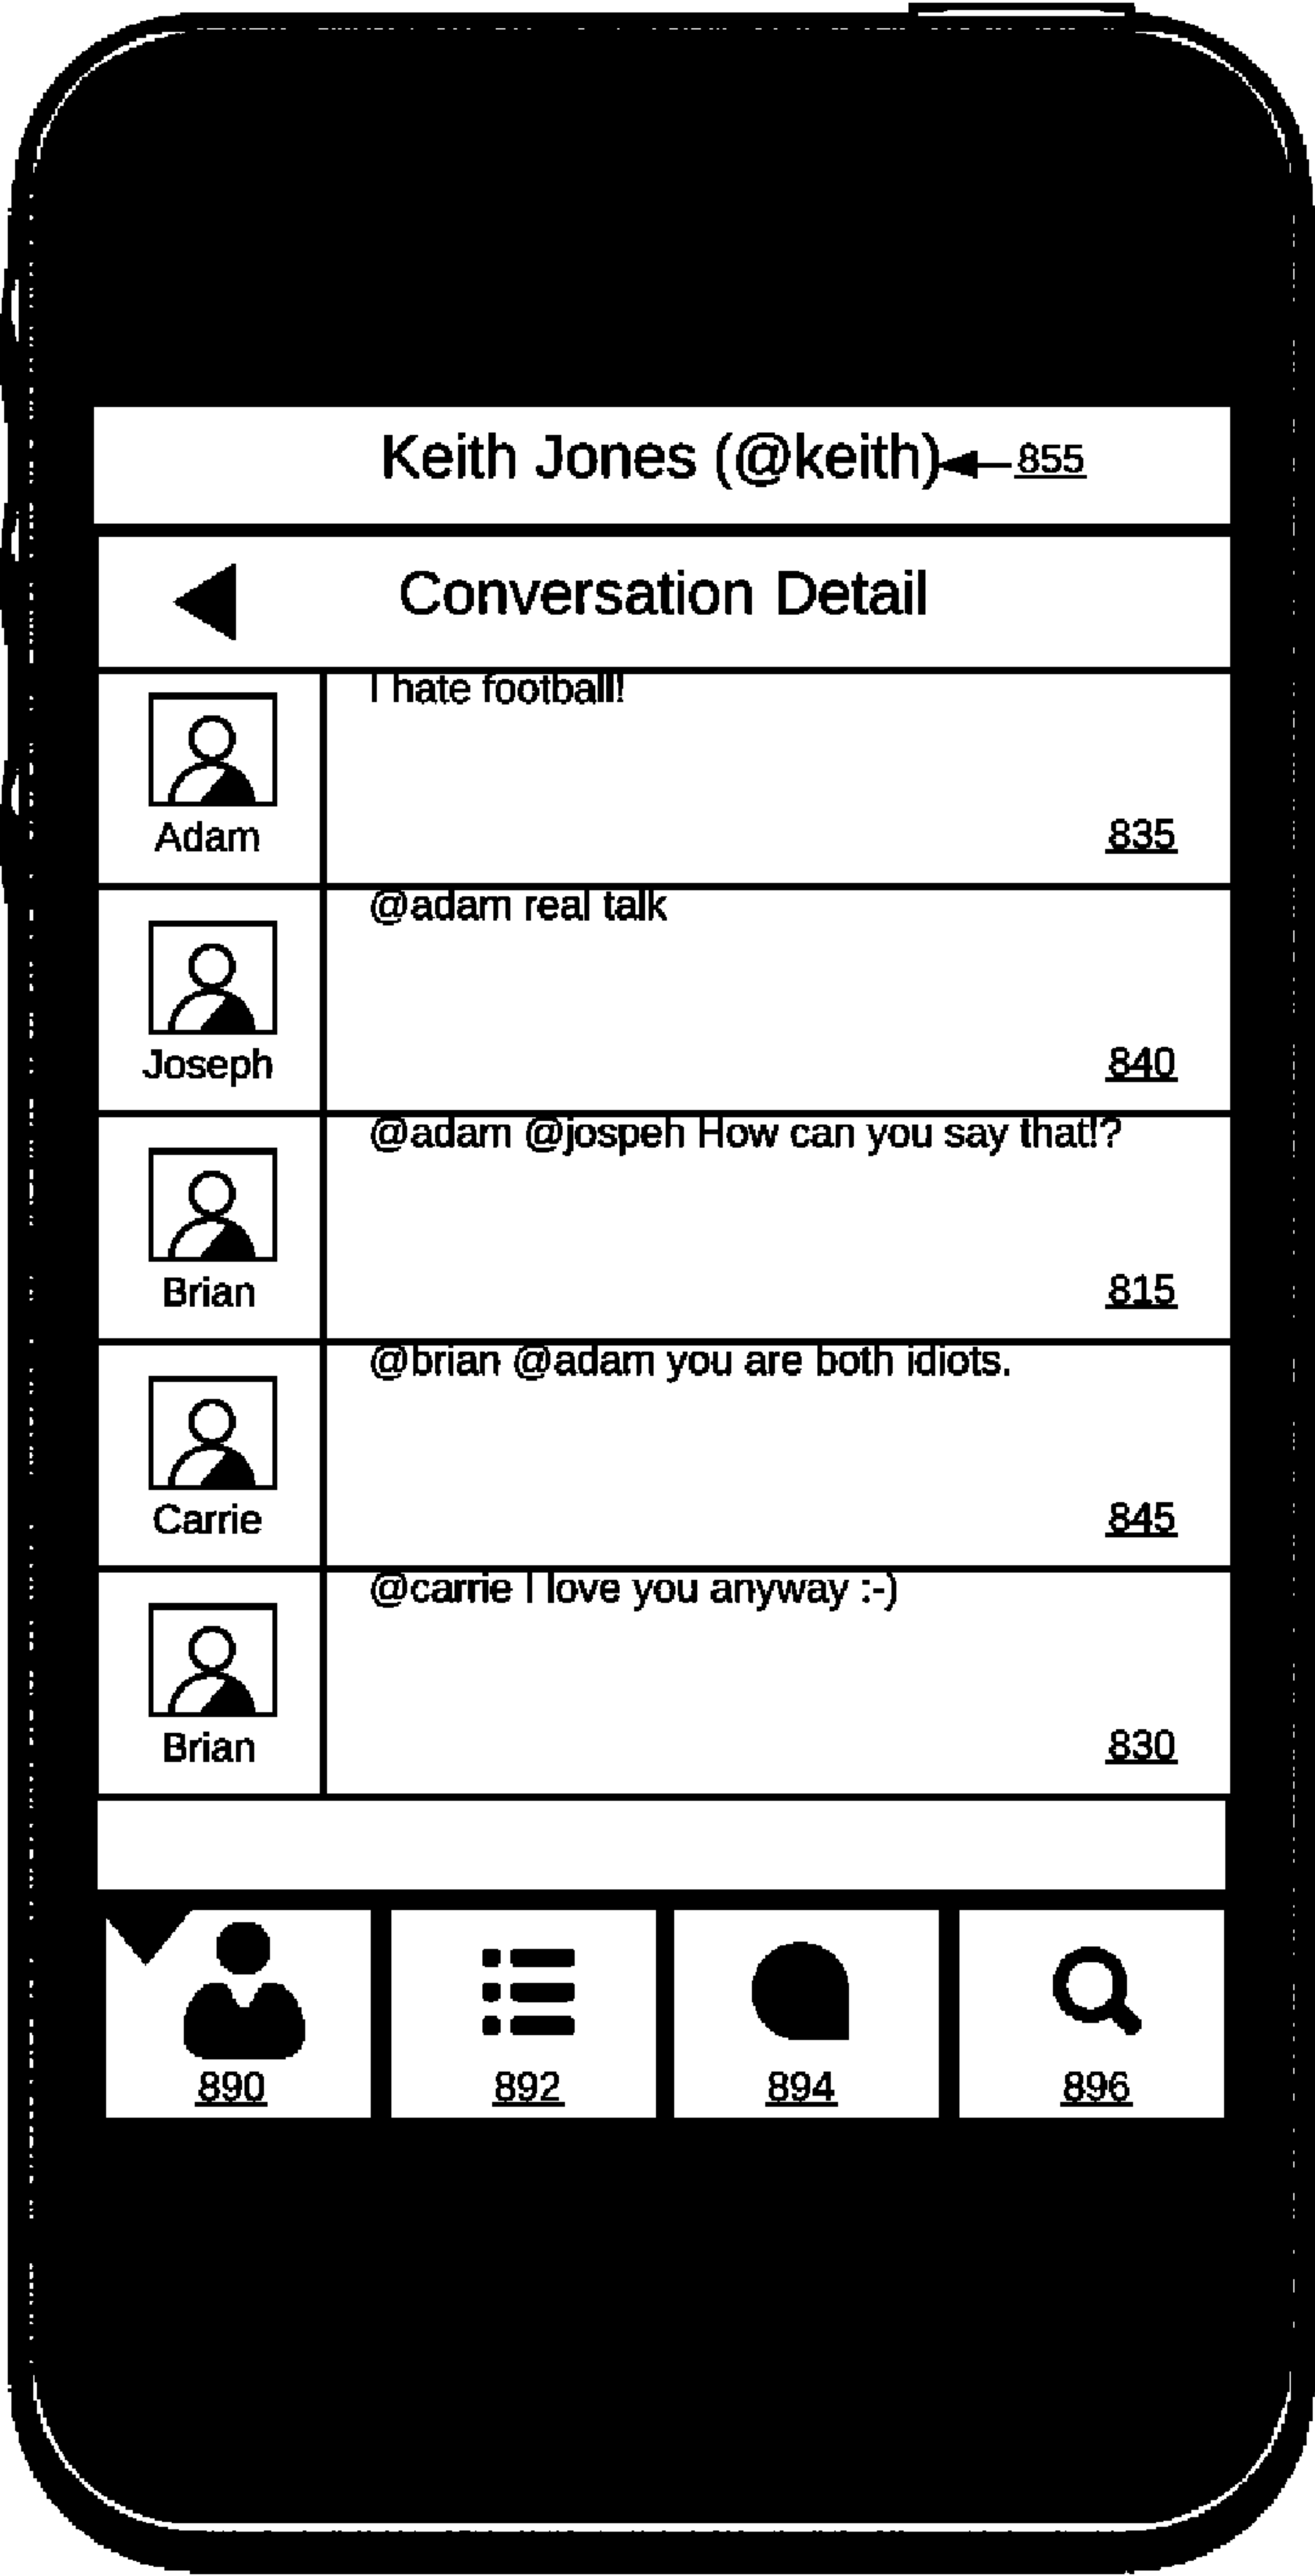 Keith Jones (@keith) 855
Conversation Detail
I hate football!
Adam
835
@adam real talk
Joseph
840
@adam @jospeh How can you say that!?
Brian
815
@brian @adam you are both idiots.
Carrie
845
@carrie I love you anyway :-)
Brian
830
890 892 894 896